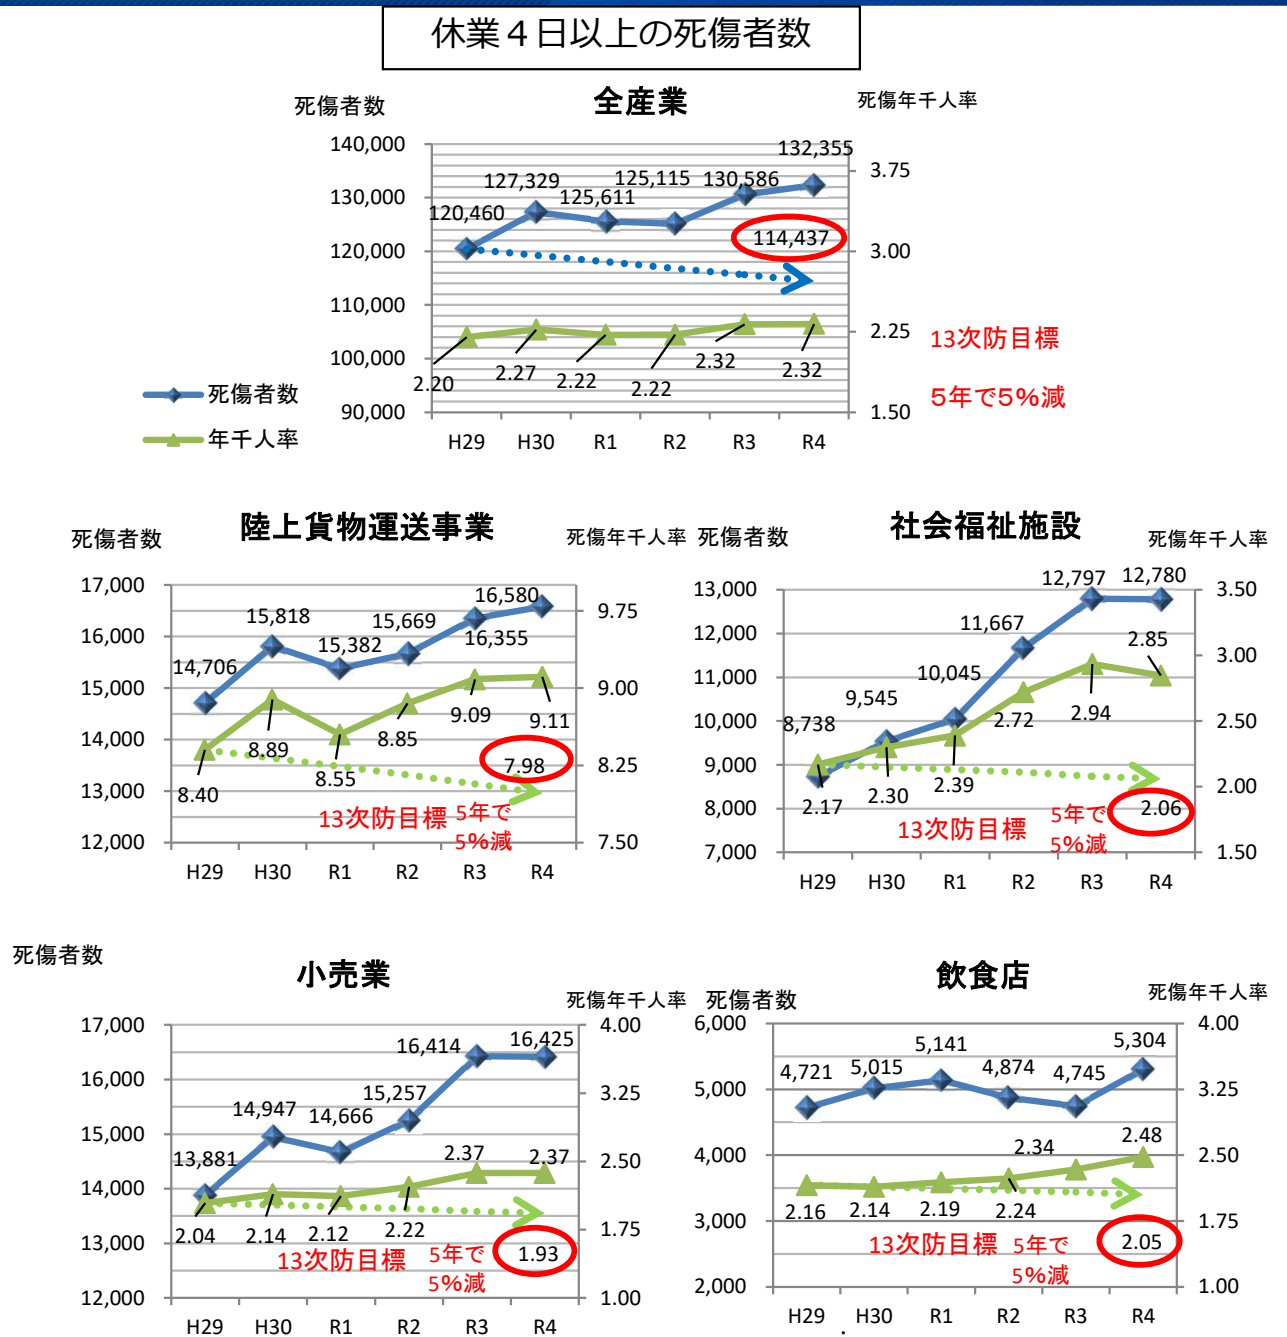 休業４日以上の死傷者数
死傷者数
全産業
死傷年千人率
140,000
130,000
120,000
110,000
100,000
90,000
3.75
3.00
2.25
1.50
120,460
127,329
125,611
125,115
130,586
132,355
114,437
2.20
2.27
2.22
2.22
2.32
2.32
H29
H30
R1
R2
R3
R4
13次防目標
５年で5%減
死傷者数
年千人率
死傷者数
陸上貨物運送事業
死傷年千人率
17,000
16,000
15,000
14,000
13,000
12,000
9.75
9.00
8.25
7.50
14,706
15,818
15,382
15,669
16,355
16,580
8.40
8.89
8.55
8.85
9.09
9.11
7.98
13次防目標
5年で
5%減
H29
H30
R1
R2
R3
R4
死傷者数
社会福祉施設
死傷年千人率
13,000
12,000
11,000
10,000
9,000
8,000
7,000
3.50
3.00
2.50
2.00
1.50
8,738
9,545
10,045
11,667
12,797
12,780
2.17
2.30
2.39
2.72
2.94
2.85
2.06
13次防目標
5年で
5%減
H29
H30
R1
R2
R3
R4
死傷者数
小売業
死傷年千人率
17,000
16,000
15,000
14,000
13,000
12,000
4.00
3.25
2.50
1.75
1.00
13,881
14,947
14,666
15,257
16,414
16,425
2.04
2.14
2.12
2.22
2.37
2.37
1.93
13次防目標
5年で
5%減
H29
H30
R1
R2
R3
R4
死傷者数
飲食店
死傷年千人率
6,000
5,000
4,000
3,000
2,000
4.00
3.25
2.50
1.75
1.00
4,721
5,015
5,141
4,874
4,745
5,304
2.16
2.14
2.19
2.24
2.34
2.48
2.05
13次防目標
5年で
5%減
H29
H30
R1
R2
R3
R4